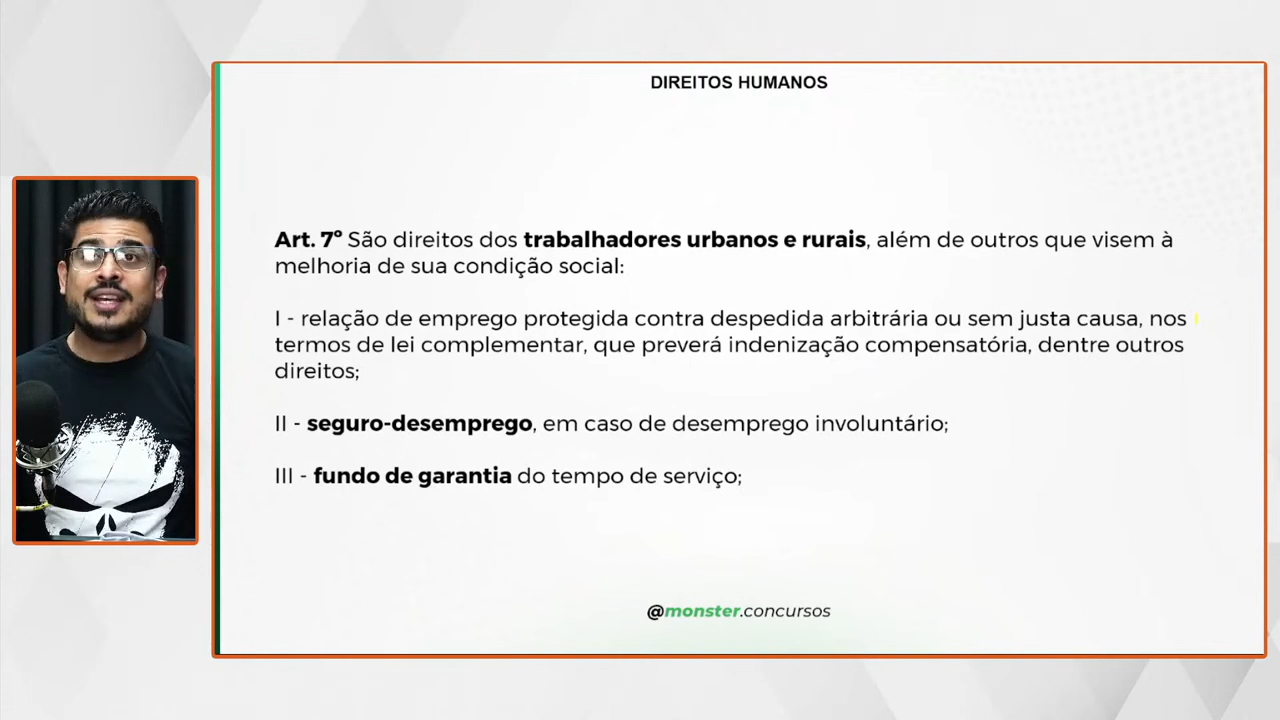 DIREITOS HUMANOS
Art. 7º São direitos dos trabalhadores urbanos e rurais, além de outros que visem à
melhoria de sua condição social:
I - relação de emprego protegida contra despedida arbitrária ou sem justa causa, nos
termos de lei complementar, que preverá indenização compensatória, dentre outros
direitos;
II - seguro-desemprego, em caso de desemprego involuntário;
III - fundo de garantia do tempo de serviço;
@monster.concursos